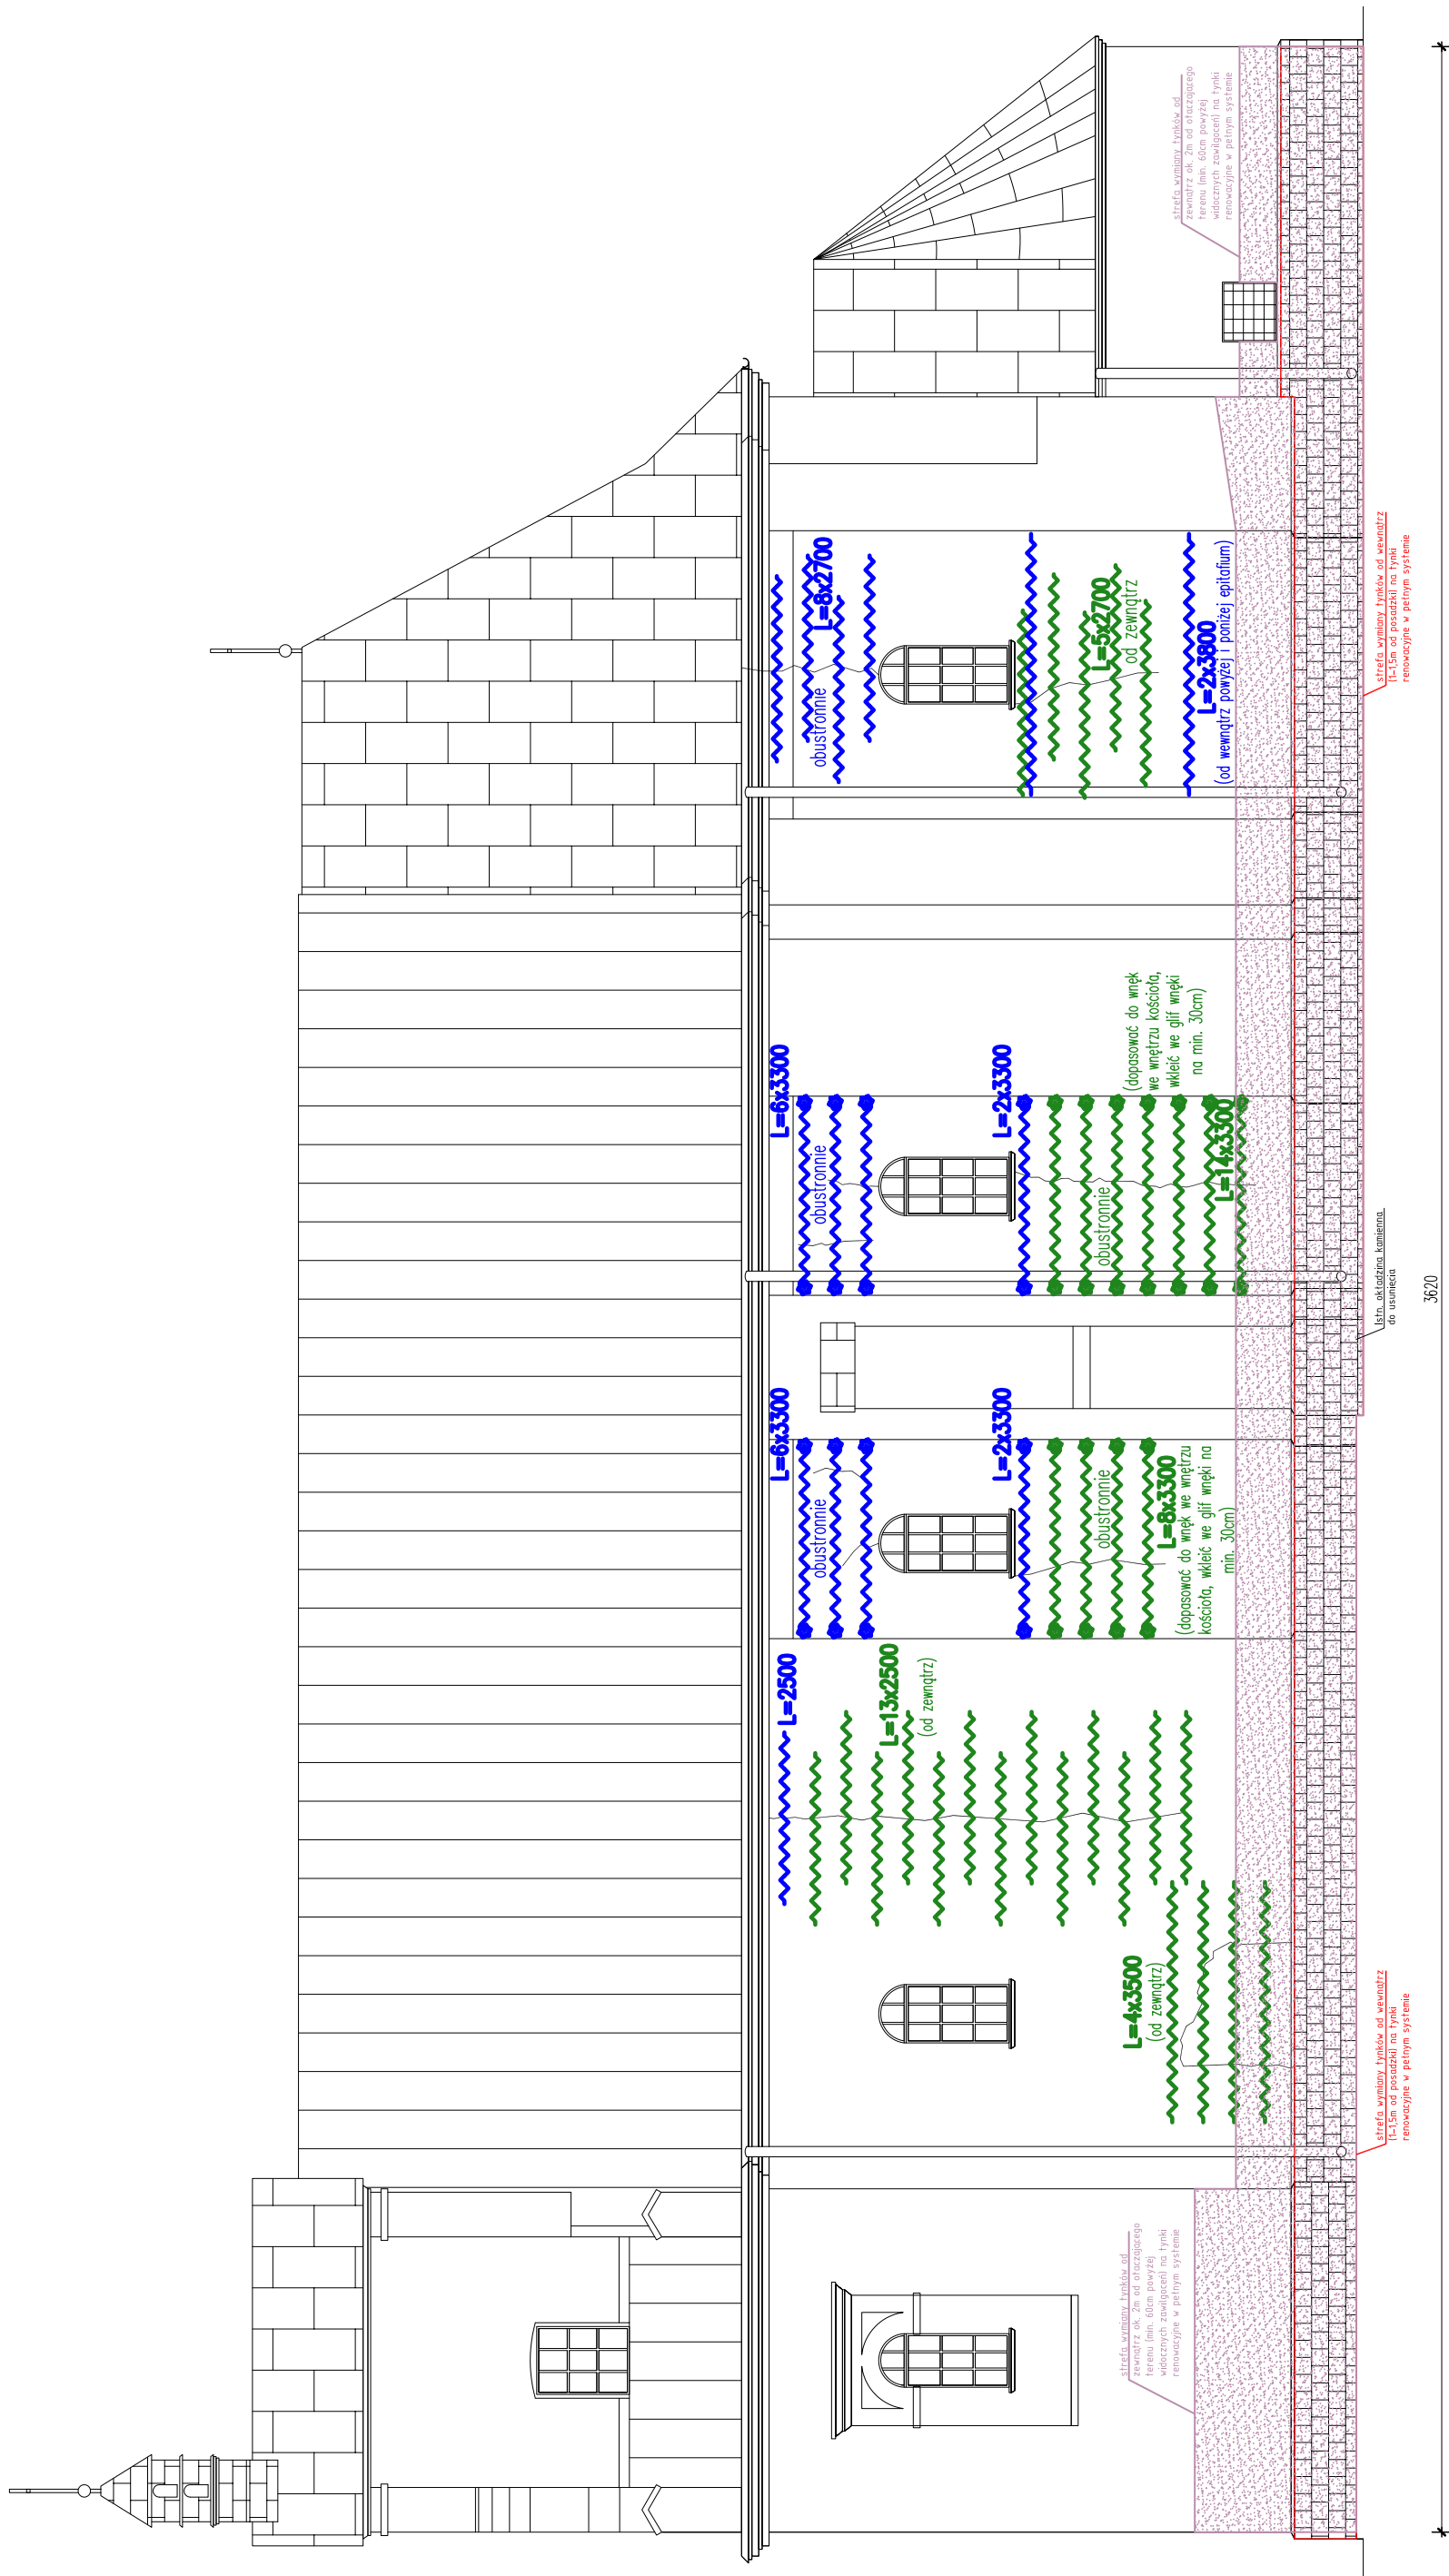 L=2500
L=13x2500
(od zewnątrz)
L=4x3500
(od zewnątrz)
L=6x3300
obustronnie
L=2x3300
obustronnie
L=8x3300
(dopasować do wnęk we wnętrzu
kościoła, wkleić we glif wnęki na
min. 30cm)
L=6x3300
obustronnie
L=2x3300
obustronnie
(dopasować do wnęk
we wnętrzu kościoła,
wkleić we glif wnęki
na min. 30cm)
L=14x3300
L=8x2700
obustronnie
L=5x2700
od zewnątrz
L=2x3800
(od wewnątrz powyżej i poniżej epitafium)
strefa wymiany tynków od
zewnątrz ok. 2m od otaczającego
terenu (min. 60cm powyżej
widocznych zawilgoceń) na tynki
renowacyjne w pełnym systemie
strefa wymiany tynków od
zewnątrz ok. 2m od otaczającego
terenu (min. 60cm powyżej
widocznych zawilgoceń) na tynki
renowacyjne w pełnym systemie
strefa wymiany tynków od wewnątrz
(1-1,5m od posadzki) na tynki
renowacyjne w pełnym systemie
Istn. okładzina kamienna
do usunięcia
strefa wymiany tynków od wewnątrz
(1-1,5m od posadzki) na tynki
renowacyjne w pełnym systemie
3620